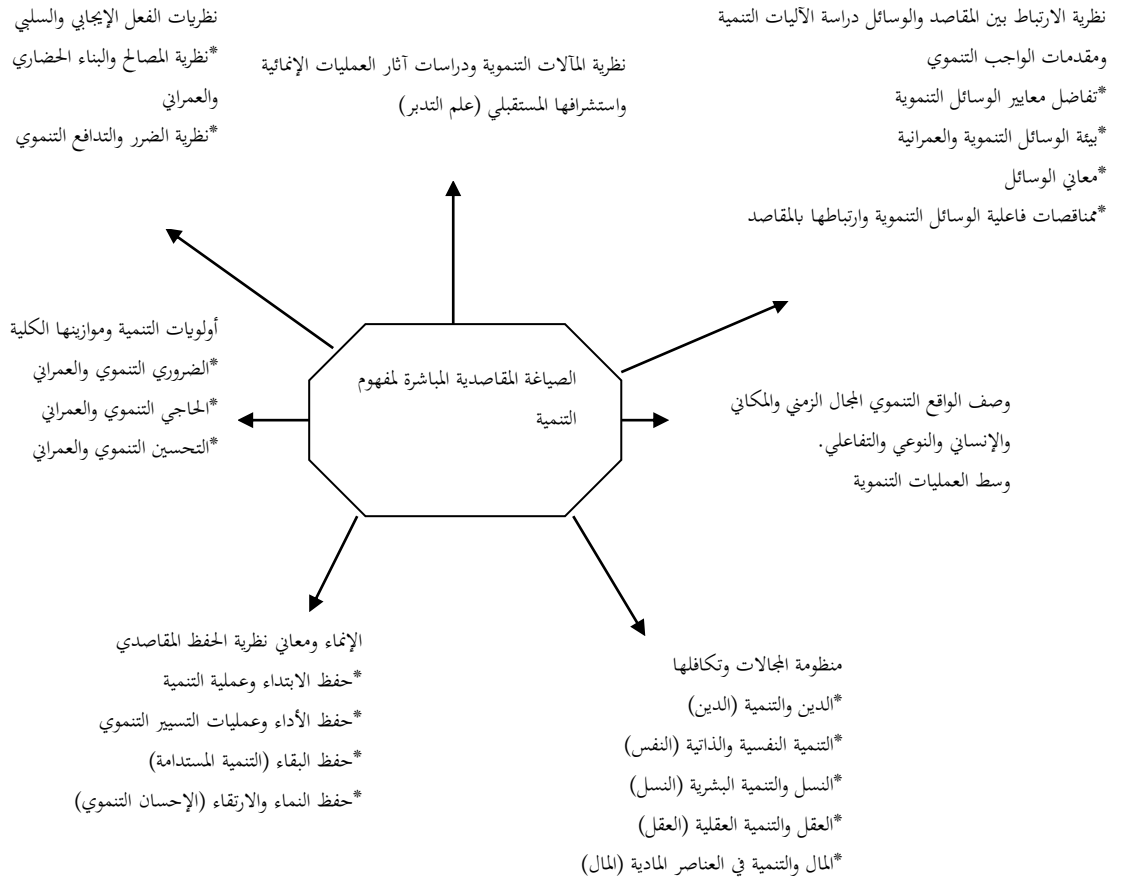 نظرية الارتباط بين المقاصد والوسائل دراسة الآليات التنمية
ومقدمات الواجب التنموي
*تفاضل معايير الوسائل التنموية
*بيئة الوسائل التنموية والعمرانية
*معاني الوسائل
*مناقصات فاعلية الوسائل التنموية وارتباطها بالمقاصد
نظرية المآلات التنموية ودراسات آثار العمليات الإنمائية
واستشرافها المستقبلي (علم التدبر)
نظريات الفعل الإيجابي والسلبي
*نظرية المصالح والبناء الحضاري
والعمراني
*نظرية الضرر والتدافع التنموي
الصياغة المقاصدية المباشرة لمفهوم
التنمية
وصف الواقع التنموي المجال الزمني والمكاني
والإنساني والنوعي والتفاعلي.
وسط العمليات التنموية
أولويات التنمية وموازينها الكلية
*الضروري التنموي والعمراني
*الحاجي التنموي والعمراني
*التحسين التنموي والعمراني
منظومة المجالات وتكافلها
*الدين والتنمية (الدين)
*التنمية النفسية والذاتية (النفس)
*النسل والتنمية البشرية (النسل)
*العقل والتنمية العقلية (العقل)
*المال والتنمية في العناصر المادية (المال)
الإنماء ومعاني نظرية الحفظ المقاصدي
*حفظ الابتداء وعملية التنمية
*حفظ الأداء وعمليات التسيير التنموي
*حفظ البقاء (التنمية المستدامة)
*حفظ النماء والارتقاء (الإحسان التنموي)